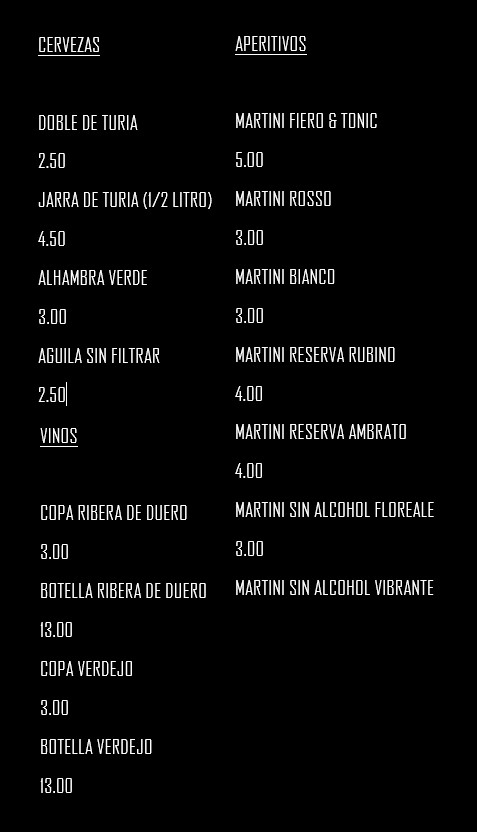 CERVEZAS
DOBLE DE TURIA
2.50
JARRA DE TURIA (1/2 LITRO)
4.50
ALHAMBRA VERDE
3.00
AGUILA SIN FILTRAR
2.50
VINOS
COPA RIBERA DE DUERO
3.00
BOTELLA RIBERA DE DUERO
13.00
COPA VERDEJO
3.00
BOTELLA VERDEJO
13.00
APERITIVOS
MARTINI FIERO & TONIC
5.00
MARTINI ROSSO
3.00
MARTINI BIANCO
3.00
MARTINI RESERVA RUBINO
4.00
MARTINI RESERVA AMBRATO
4.00
MARTINI SIN ALCOHOL FLOREALE
3.00
MARTINI SIN ALCOHOL VIBRANTE